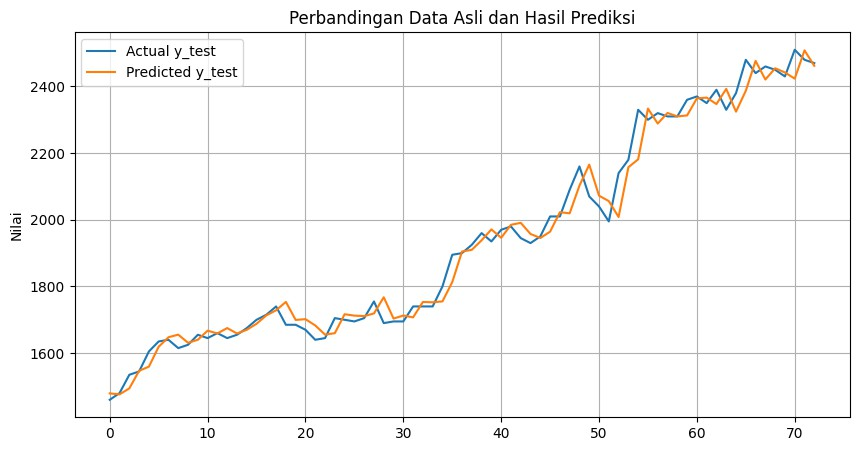 Perbandingan Data Asli dan Hasil Prediksi
Actual y_test
Predicted y_test
Nilai
2400
2200
2000
1800
1600
0 10 20 30 40 50 60 70